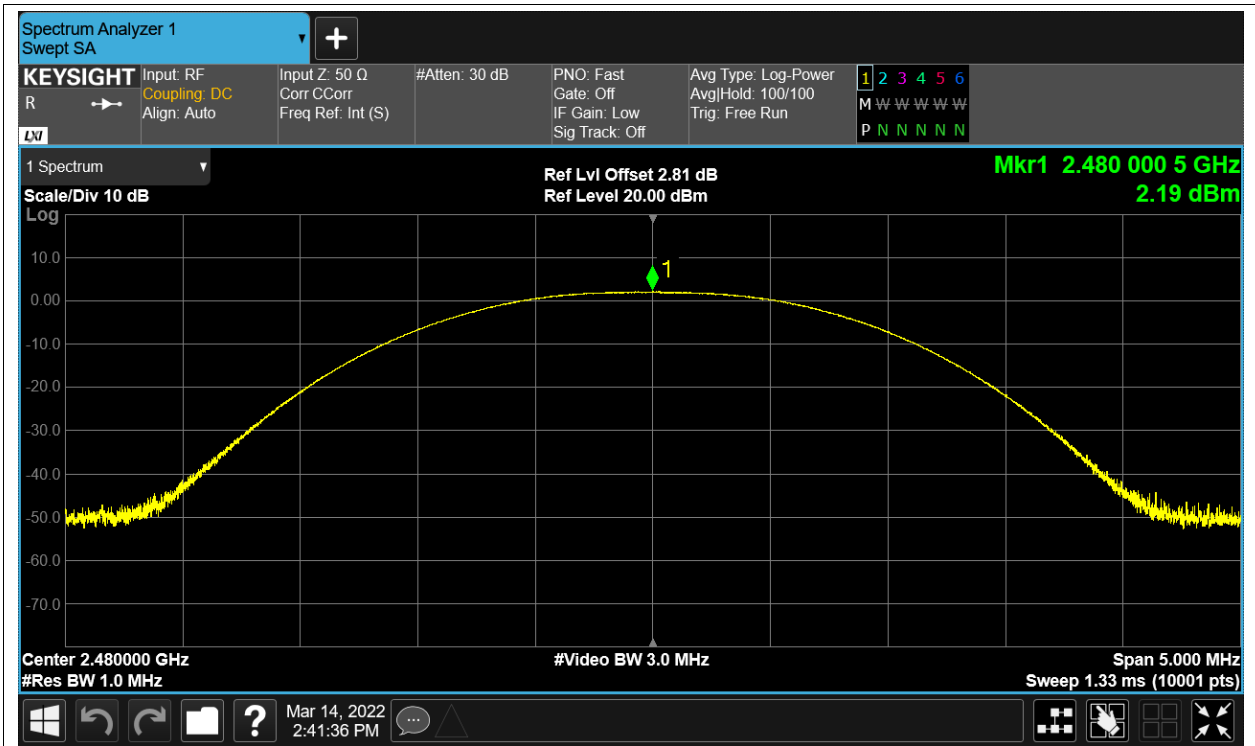 Spectrum Analyzer 1
Swept SA
+
KEYSIGHT
R
LXI
Input: RF
Coupling: DC
Align: Auto
Input Z: 50 Ω
Corr CCorr
Freq Ref: Int (S)
#Atten: 30 dB
PNO: Fast
Gate: Off
IF Gain: Low
Sig Track: Off
Avg Type: Log-Power
Avg|Hold: 100/100
Trig: Free Run
1 2 3 4 5 6
M W W W W W W
P N N N N N N
1 Spectrum
Scale/Div 10 dB
Log
Ref Lvl Offset 2.81 dB
Ref Level 20.00 dBm
Mkr1 2.480 000 5 GHz
2.19 dBm
1
10.0
0.00
-10.0
-20.0
-30.0
-40.0
-50.0
-60.0
-70.0
Center 2.480000 GHz
#Res BW 1.0 MHz
#Video BW 3.0 MHz
Span 5.000 MHz
Sweep 1.33 ms (10001 pts)
?
Mar 14, 2022
2:41:36 PM